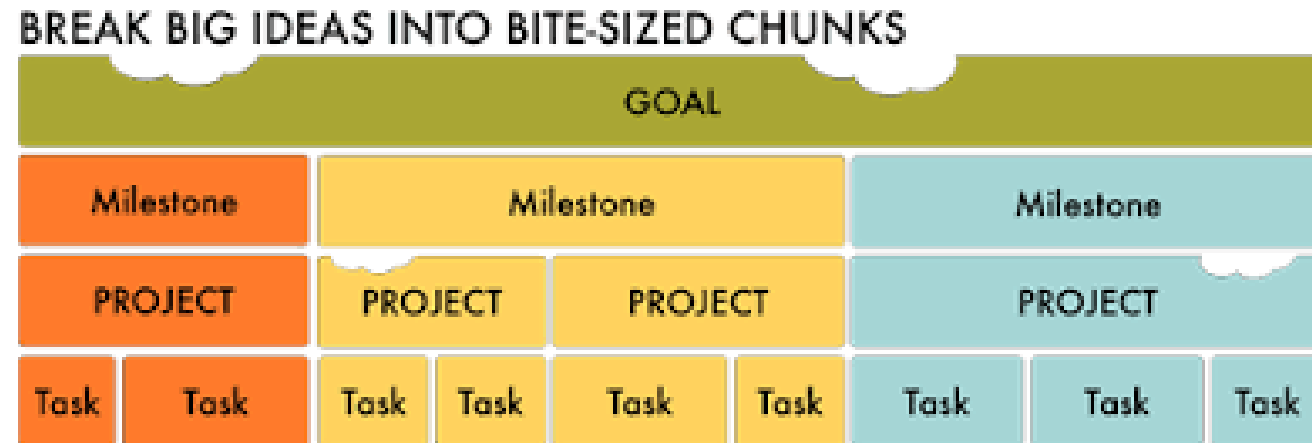 BREAK BIG IDEAS INTO BITE-SIZED CHUNKS
GOAL
Milestone Milestone Milestone
PROJECT PROJECT PROJECT PROJECT
Task Task Task Task Task Task Task Task Task